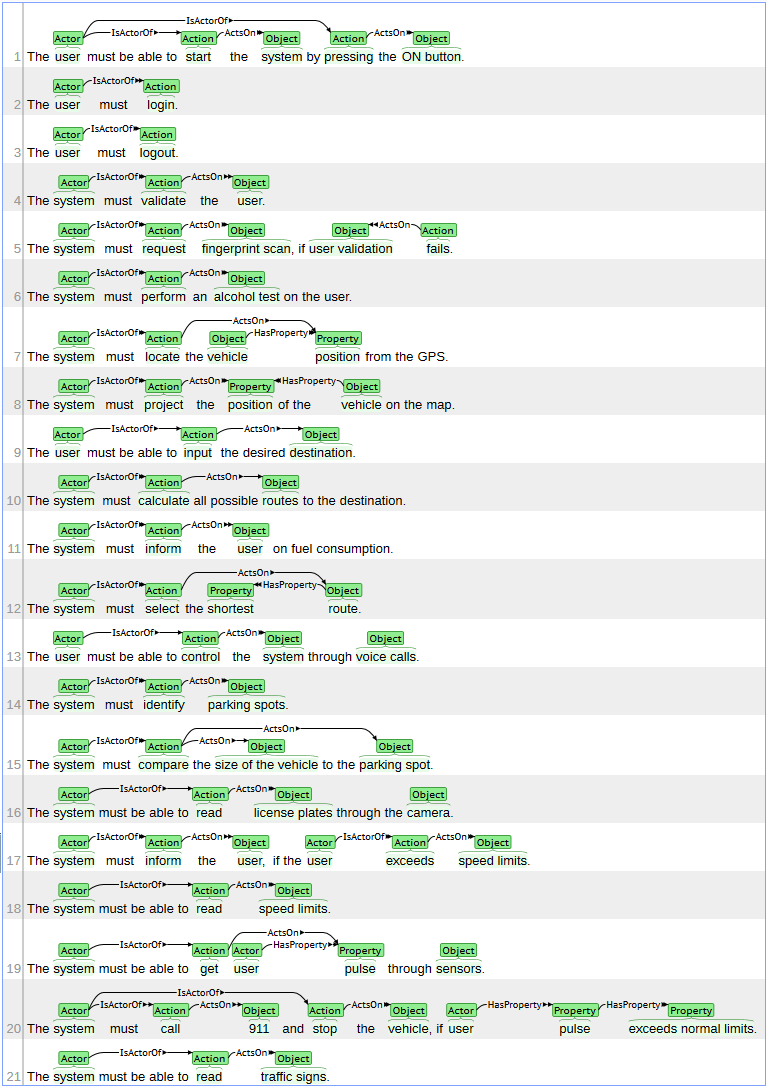 IsActorOf
Actor Action ActsOn Object Action ActsOn Object
1 The user must be able to start the system by pressing the ON button.
Actor IsActorOf Action
2 The user must login.
Actor IsActorOf Action
3 The user must logout.
Actor IsActorOf Action ActsOn Object
4 The system must validate the user.
Actor IsActorOf Action ActsOn Object Object ActsOn Action
5 The system must request fingerprint scan, if user validation fails.
Actor IsActorOf Action ActsOn Object
6 The system must perform an alcohol test on the user.
ActsOn
Actor IsActorOf Action Object HasProperty Property
7 The system must locate the vehicle position from the GPS.
Actor IsActorOf Action ActsOn Property HasProperty Object
8 The system must project the position of the vehicle on the map.
Actor IsActorOf Action ActsOn Object
9 The user must be able to input the desired destination.
Actor IsActorOf Action ActsOn Object
10 The system must calculate all possible routes to the destination.
Actor IsActorOf Action ActsOn Object
11 The system must inform the user on fuel consumption.
ActsOn
Actor IsActorOf Action Property HasProperty Object
12 The system must select the shortest route.
Actor IsActorOf Action ActsOn Object Object
13 The user must be able to control the system through voice calls.
Actor IsActorOf Action ActsOn Object
14 The system must identify parking spots.
ActsOn
Actor IsActorOf Action ActsOn Object Object
15 The system must compare the size of the vehicle to the parking spot.
Actor IsActorOf Action ActsOn Object Object
16 The system must be able to read license plates through the camera.
Actor IsActorOf Action ActsOn Object Actor IsActorOf Action ActsOn Object
17 The system must inform the user, if the user exceeds speed limits.
Actor IsActorOf Action ActsOn Object
18 The system must be able to read speed limits.
ActsOn
Actor IsActorOf Action Actor HasProperty Property Object
19 The system must be able to get user pulse through sensors.
IsActorOf
Actor IsActorOf Action ActsOn Object Action ActsOn Object Actor HasProperty Property HasProperty Property
20 The system must call 911 and stop the vehicle, if user pulse exceeds normal limits.
Actor IsActorOf Action ActsOn Object
21 The system must be able to read traffic signs.